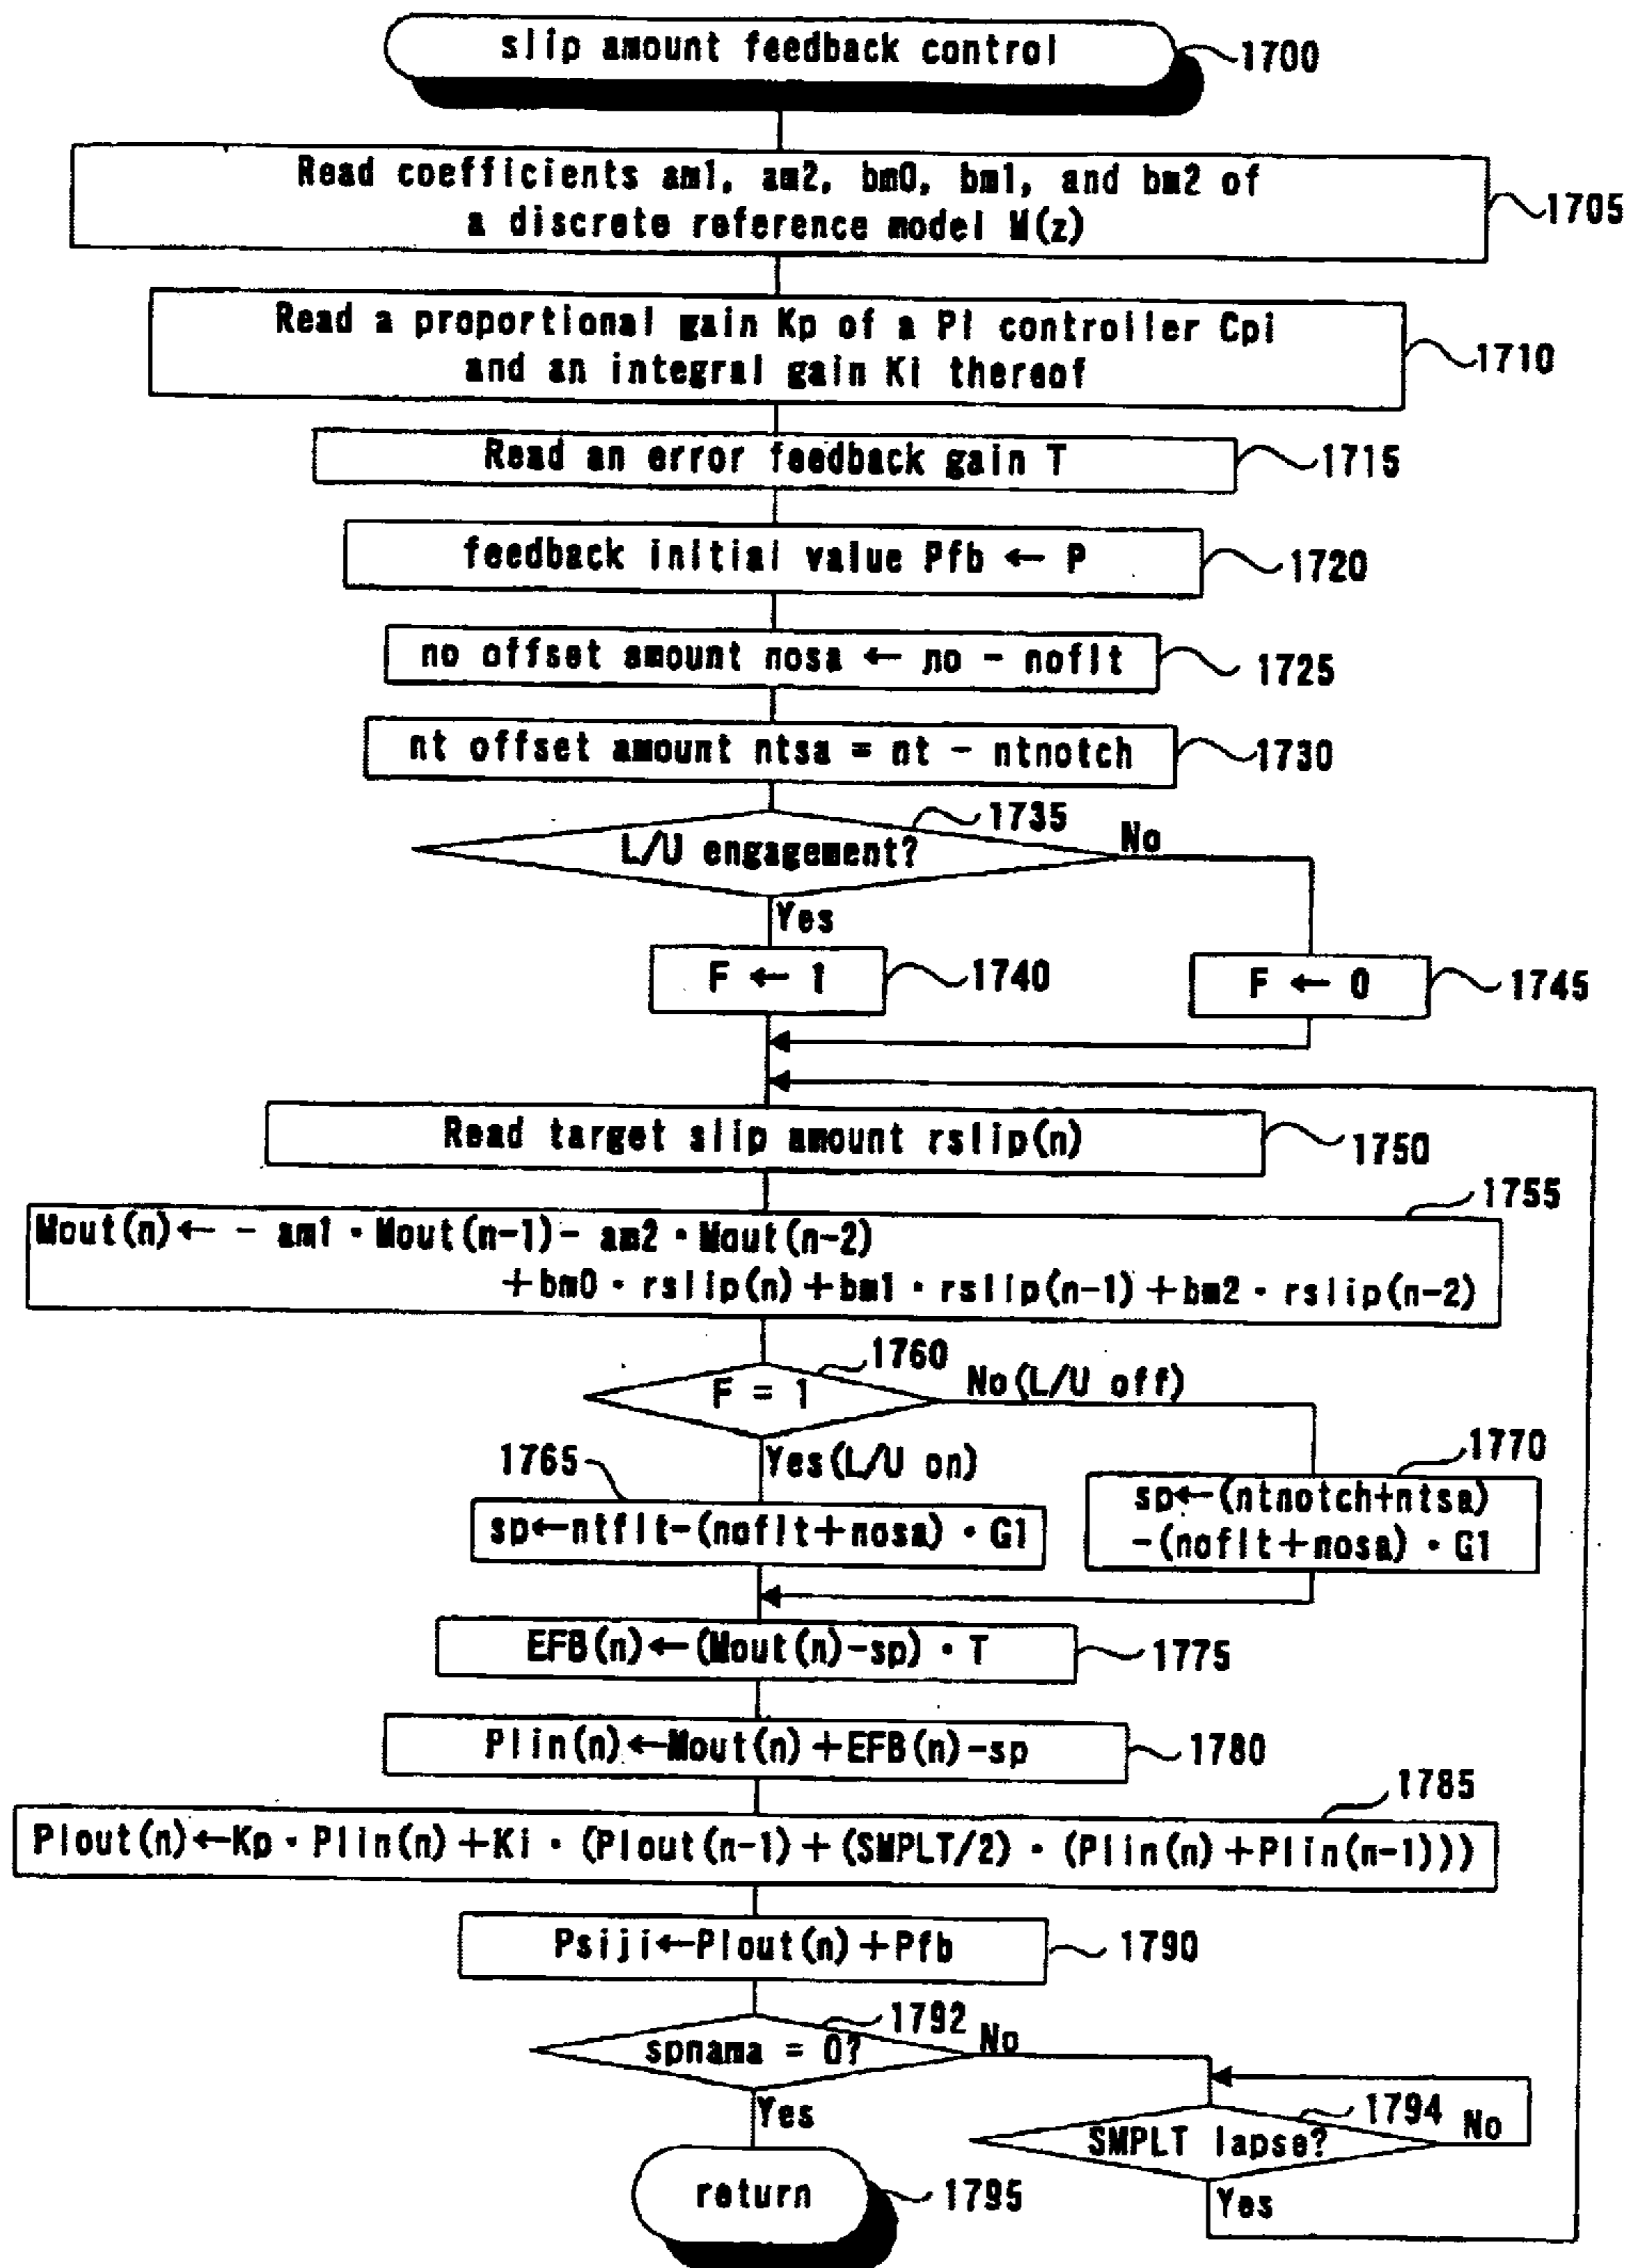 slip amount feedback control
1700
Read coefficients am1, am2, bm0, bm1, and bm2 of
a discrete reference model M(z)
1705
Read a proportional gain Kp of a PI controller Cpi
and an integral gain Ki thereof
1710
Read an error feedback gain T
1715
feedback initial value Pfb ← P
1720
no offset amount nosa ← no - noflt
1725
nt offset amount ntsa = nt - ntnotch
1730
1735
L/U engagement?
No
Yes
F ← 1
1740
F ← 0
1745
Read target slip amount rslip(n)
1750
1755
Mout(n)← - am1・Mout(n-1)- am2・Mout(n-2)
+bm0・rslip(n)+bm1・rslip(n-1)+bm2・rslip(n-2)
1760
F = 1
No(L/U off)
Yes(L/U on)
1765
sp←ntflt-(noflt+nosa)・G1
1770
sp←(ntnotch+ntsa)
-(noflt+nosa)・G1
EFB(n)←(Mout(n)-sp)・T
1775
PIin(n)←Mout(n)+EFB(n)-sp
1780
1785
PIout(n)←Kp・PIin(n)+Ki・(PIout(n-1)+(SMPLT/2)・(PIin(n)+PIin(n-1)))
Psiji←PIout(n)+Pfb
1790
1792
spnama = 0?
No
Yes
1794
SMPLT lapse?
No
Yes
return
1795